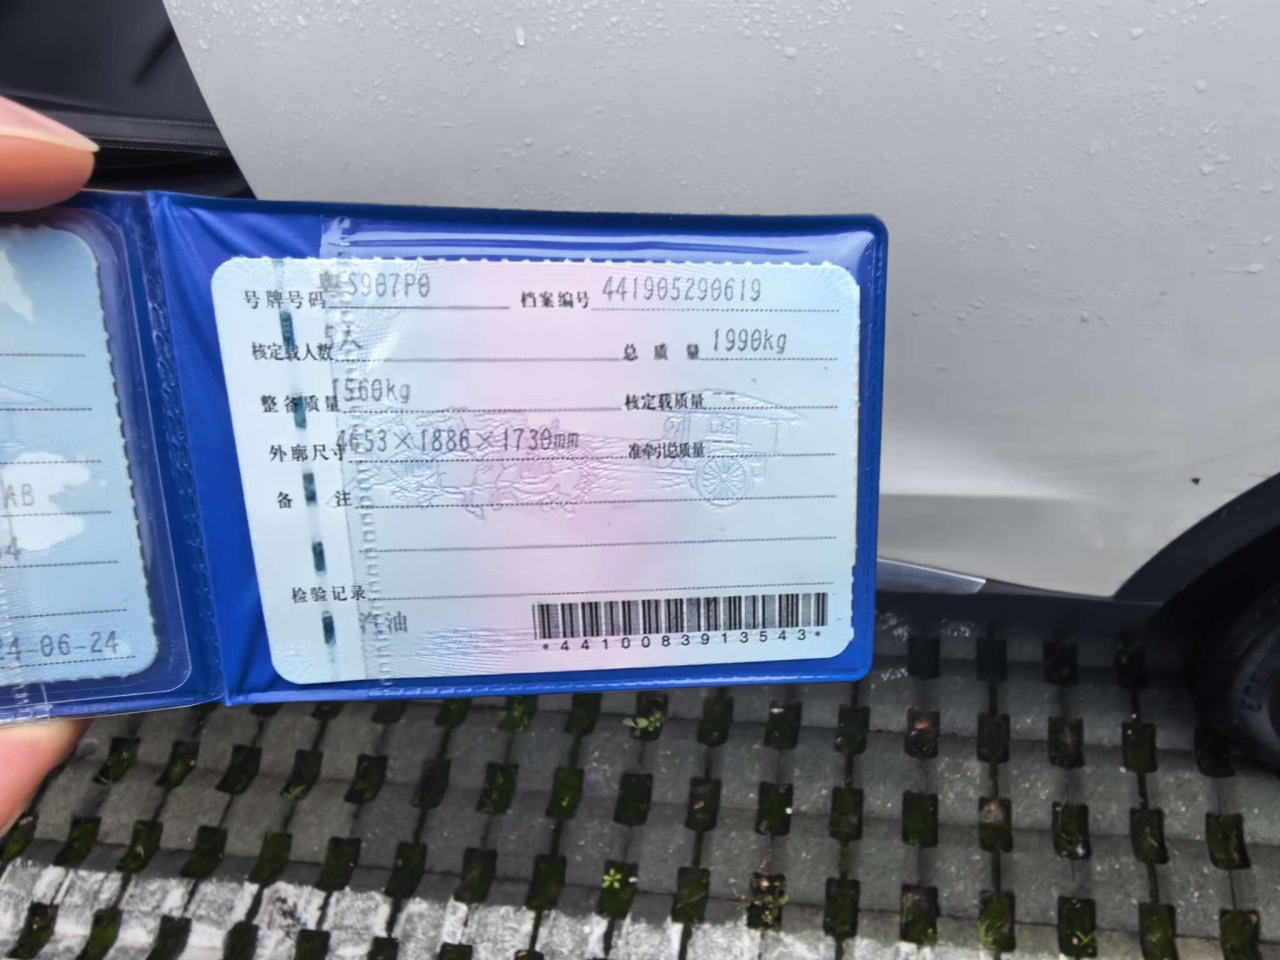 号牌号码 粤S907P0 档案编号 441905290619
核定载人数 5人 总质量 1990kg
整备质量 1560kg 核定载质量
外廓尺寸 4653×1886×1730mm 准牵引总质量
备注
检验记录 汽油
*4410083913543*
AB
4
24-06-24